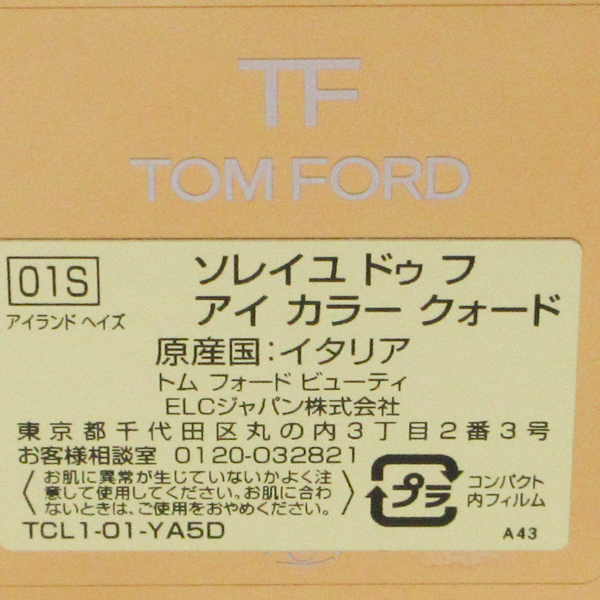 TF
TOM FORD
01S
アイランド ヘイズ
ソレイユ ドゥ フ
アイ カラー クォード
原産国:イタリア
トム フォード ビューティ
ELCジャパン株式会社
東京都千代田区丸の内3丁目2番3号
お客様相談室 0120-032821
お肌に異常が生じていないかよく注
意して使用してください。お肌に合わ
ないときは、ご使用をおやめください。
プラ
コンパクト
内フィルム
TCL1-01-YA5D
A43